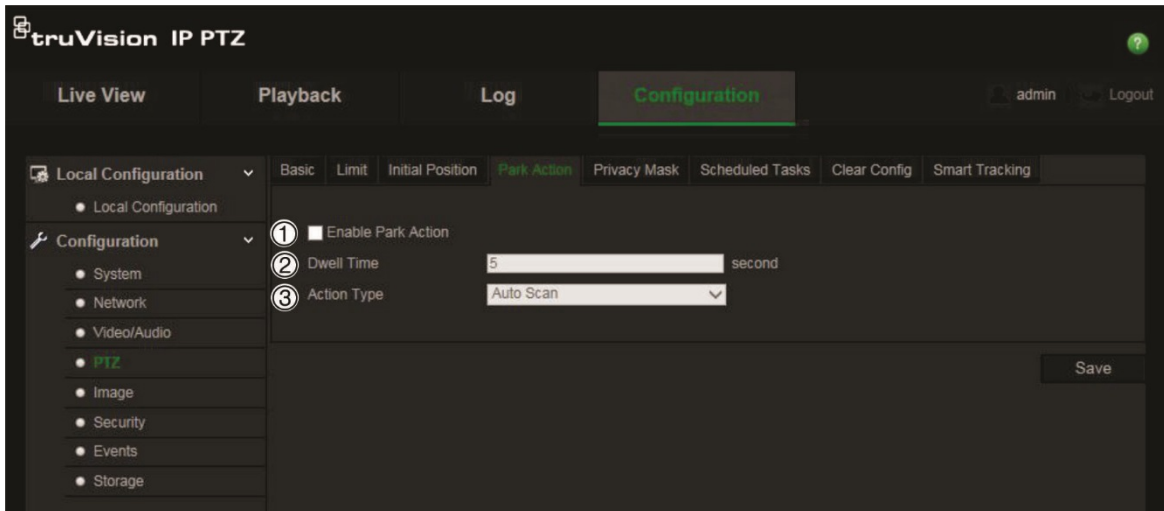 truVision IP PTZ
?
Live View Playback Log Configuration admin Logout
Local Configuration Basic Limit Initial Position Park Action Privacy Mask Scheduled Tasks Clear Config Smart Tracking
Local Configuration
Configuration ① Enable Park Action
System ② Dwell Time 5 second
Network ③ Action Type Auto Scan
Video/Audio
PTZ
Save
Image
Security
Events
Storage